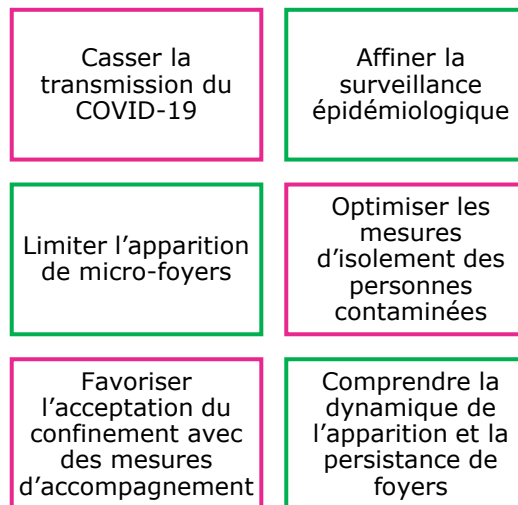 Casser la
transmission du
COVID-19
Affiner la
surveillance
épidémiologique
Limiter l’apparition
de micro-foyers
Optimiser les
mesures
d’isolement des
personnes
contaminées
Favoriser
l’acceptation du
confinement avec
des mesures
d’accompagnement
Comprendre la
dynamique de
l’apparition et la
persistance de
foyers